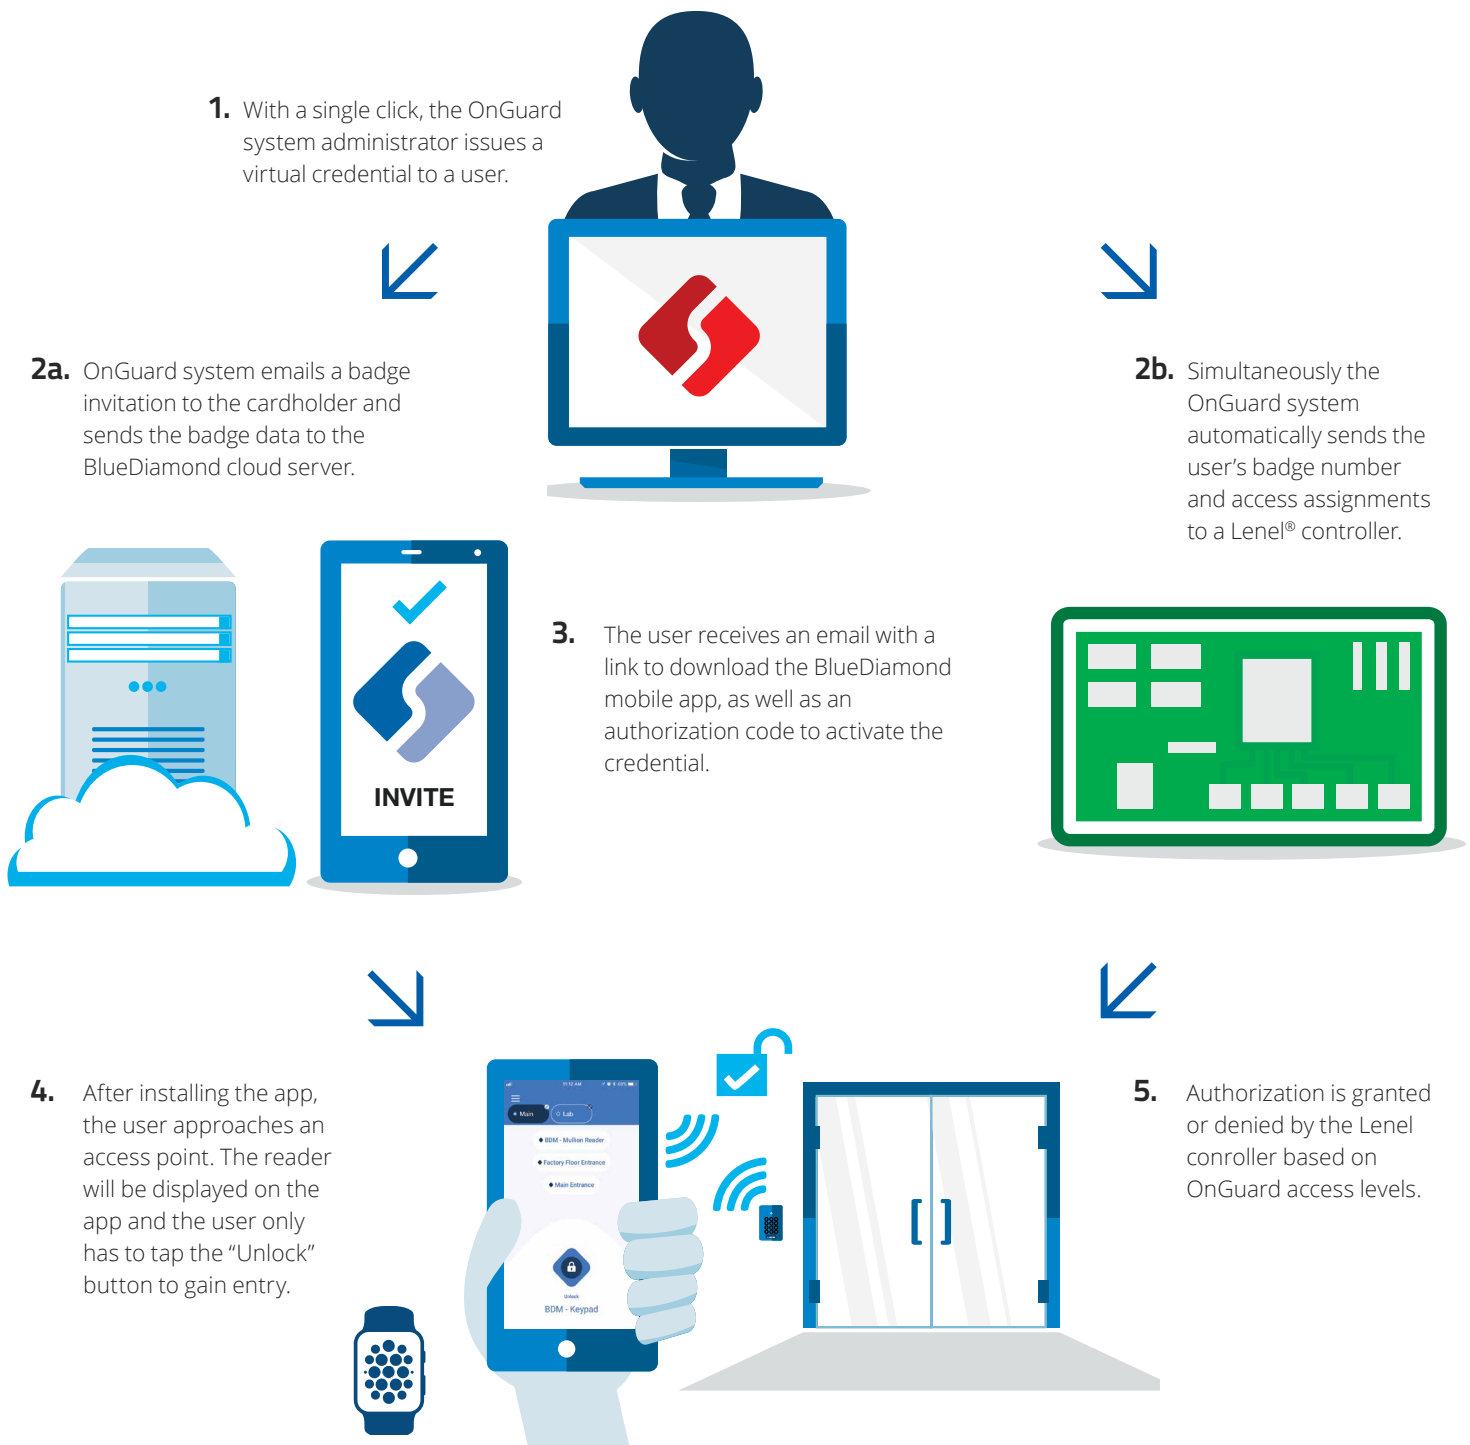 1. With a single click, the OnGuard
system administrator issues a
virtual credential to a user.
2a. OnGuard system emails a badge
invitation to the cardholder and
sends the badge data to the
BlueDiamond cloud server.
2b. Simultaneously the
OnGuard system
automatically sends the
user’s badge number
and access assignments
to a Lenel® controller.
INVITE
3. The user receives an email with a
link to download the BlueDiamond
mobile app, as well as an
authorization code to activate the
credential.
4. After installing the app,
the user approaches an
access point. The reader
will be displayed on the
app and the user only
has to tap the “Unlock”
button to gain entry.
Main Lab
BDM - Mullion Reader
Factory Floor Entrance
Main Entrance
Unlock
BDM - Keypad
5. Authorization is granted
or denied by the Lenel
conroller based on
OnGuard access levels.